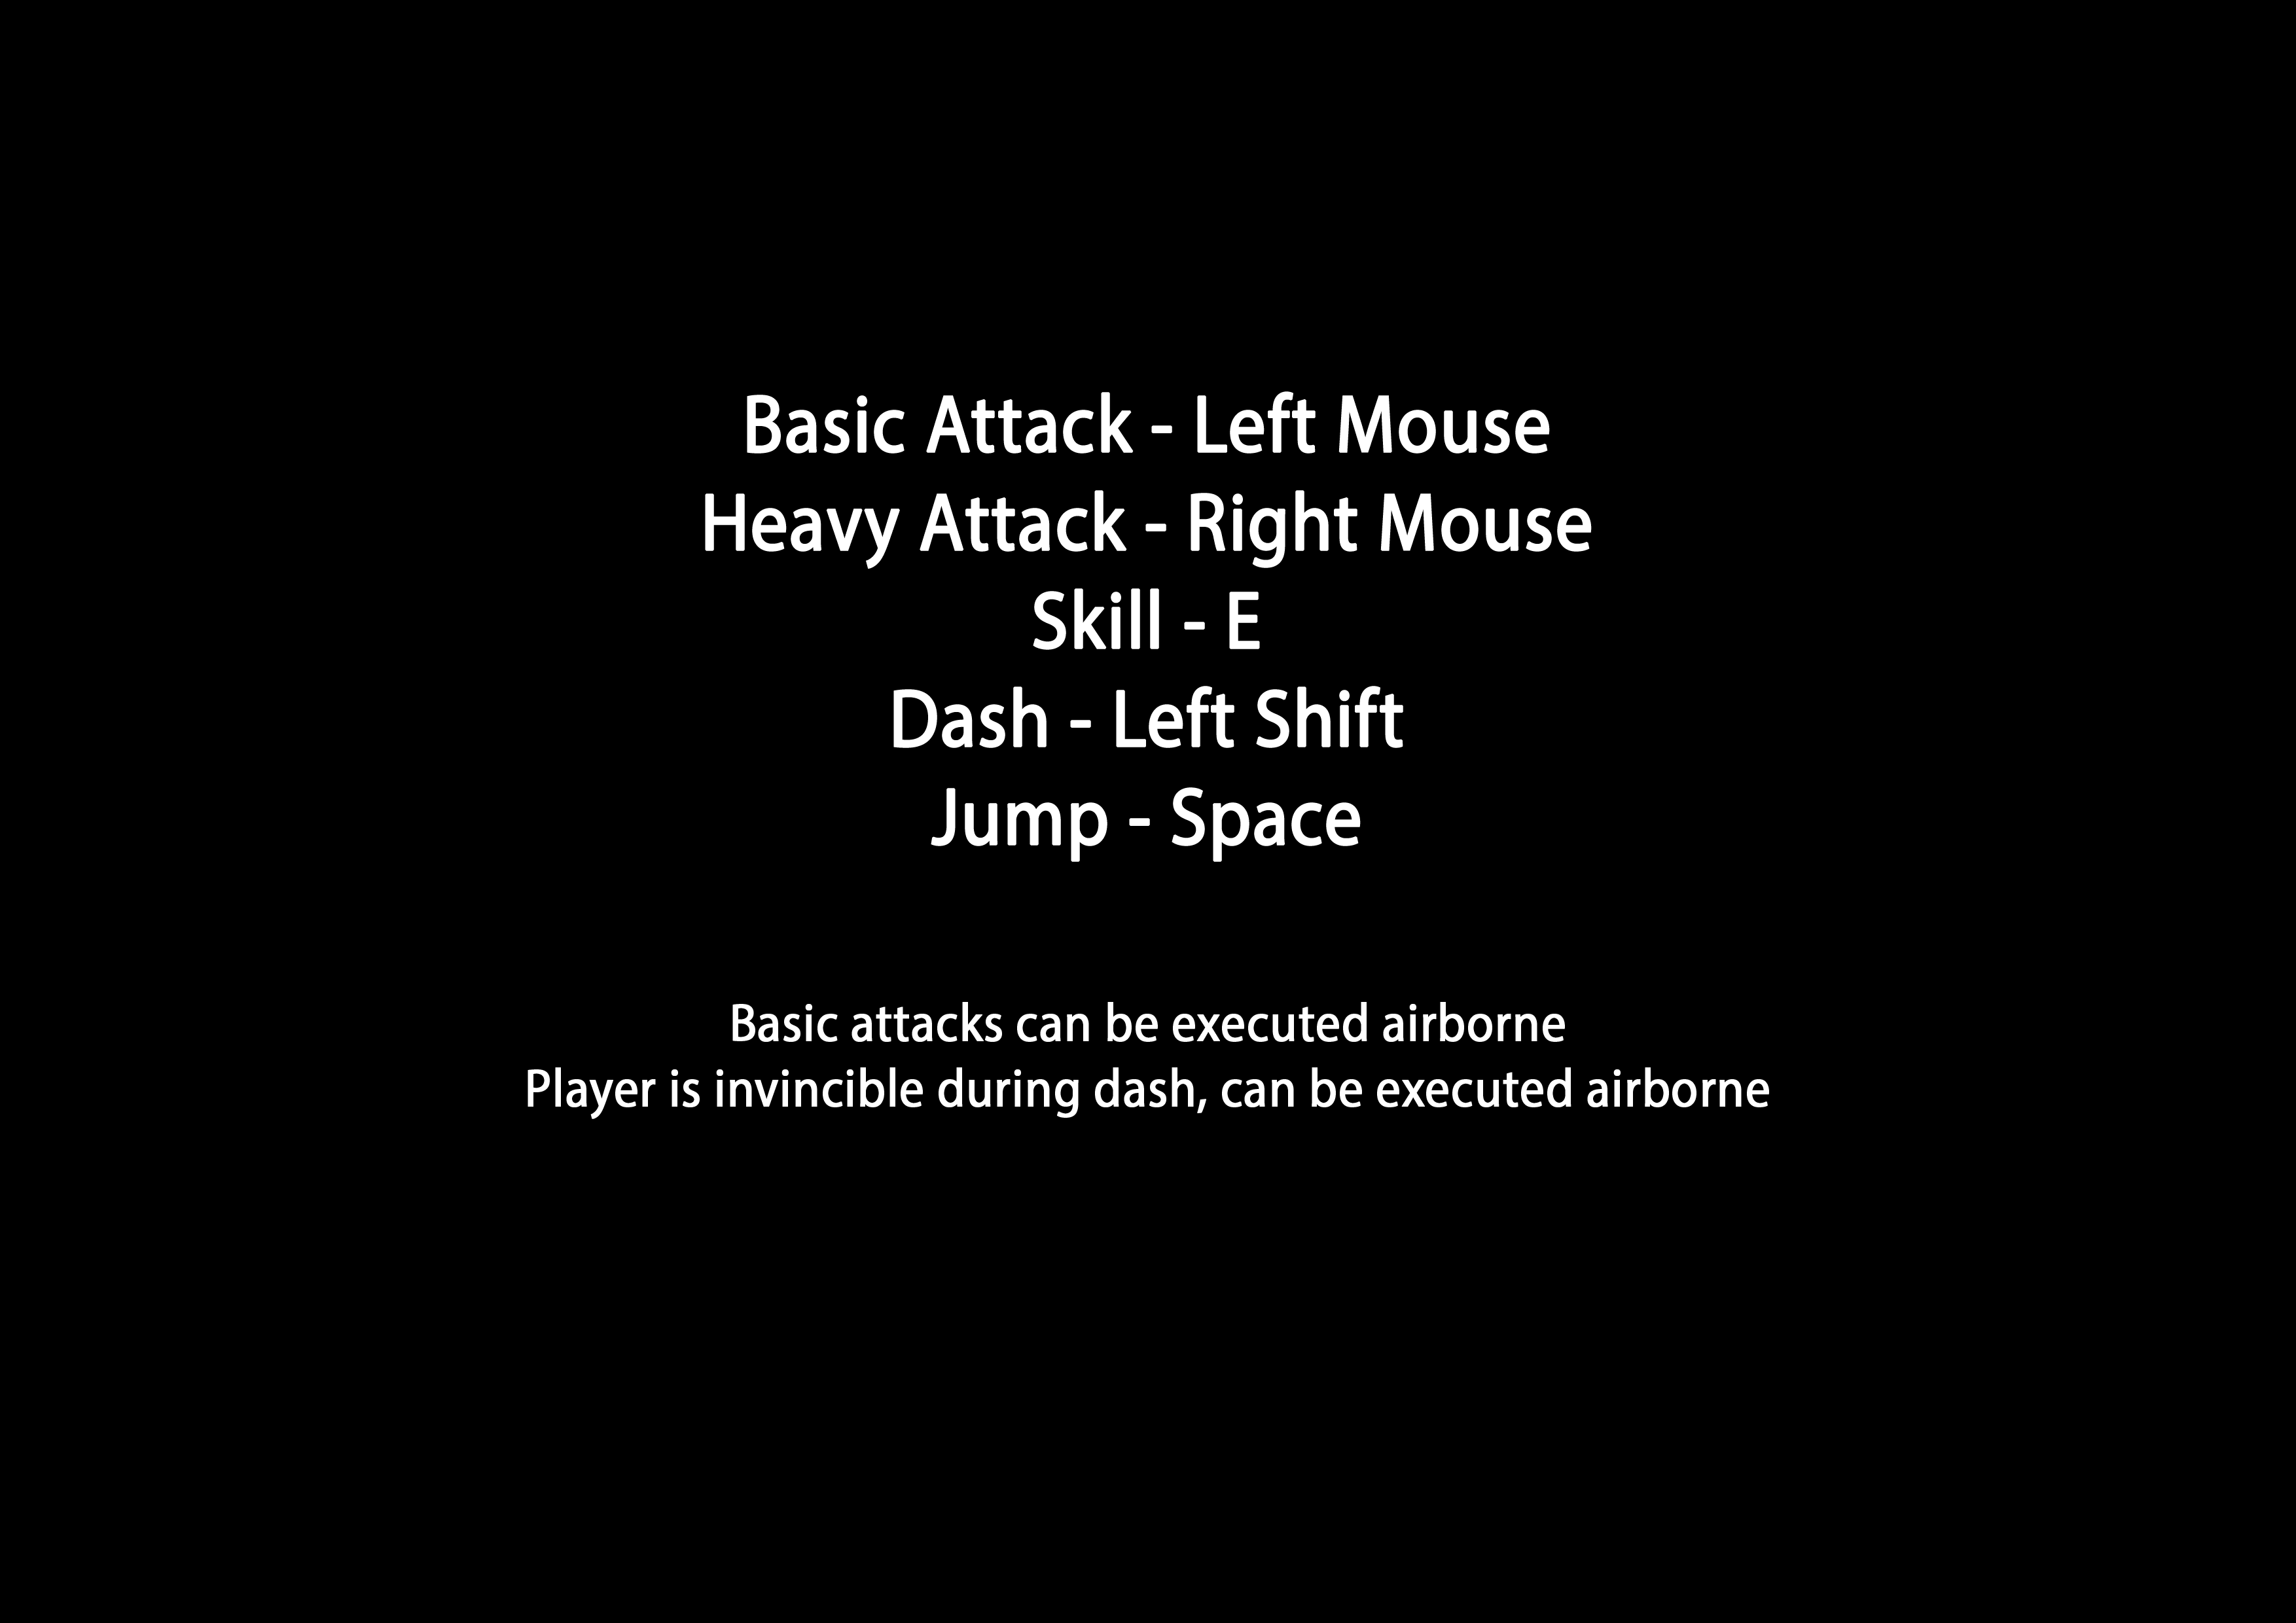 Basic Attack - Left Mouse
Heavy Attack - Right Mouse
Skill - E
Dash - Left Shift
Jump - Space
Basic attacks can be executed airborne
Player is invincible during dash, can be executed airborne